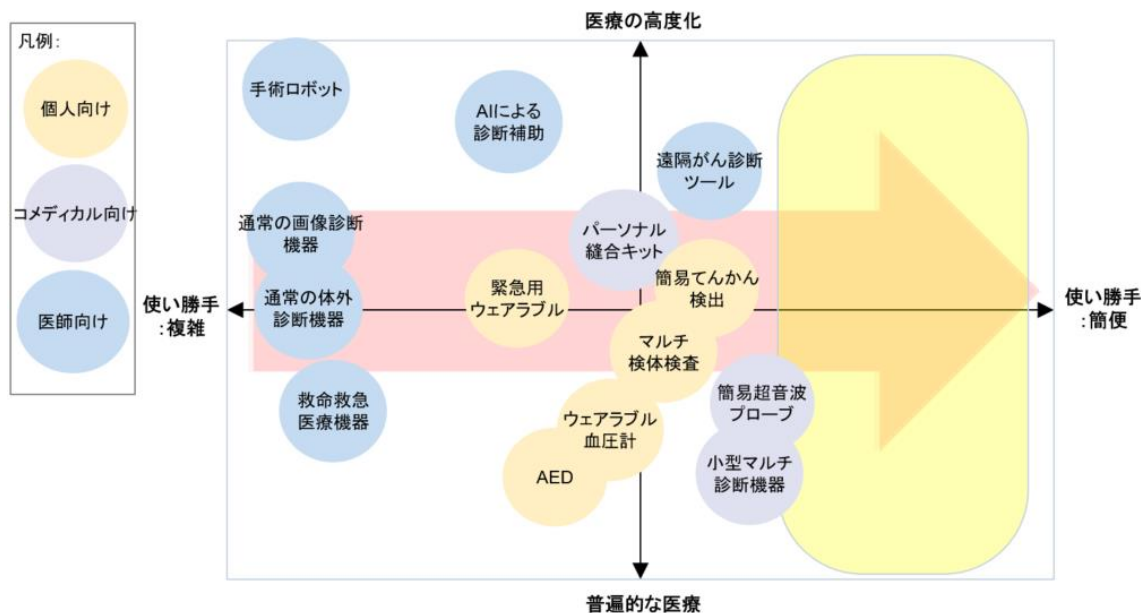 凡例:
個人向け
コメディカル向け
医師向け
医療の高度化
手術ロボット
AIによる
診断補助
遠隔がん診断
ツール
通常の画像診断
機器
パーソナル
縫合キット
簡易てんかん
検出
緊急用
ウェアラブル
通常の体外
診断機器
使い勝手
:複雑
使い勝手
:簡便
マルチ
検体検査
救命救急
医療機器
簡易超音波
プローブ
ウェアラブル
血圧計
AED
小型マルチ
診断機器
普遍的な医療